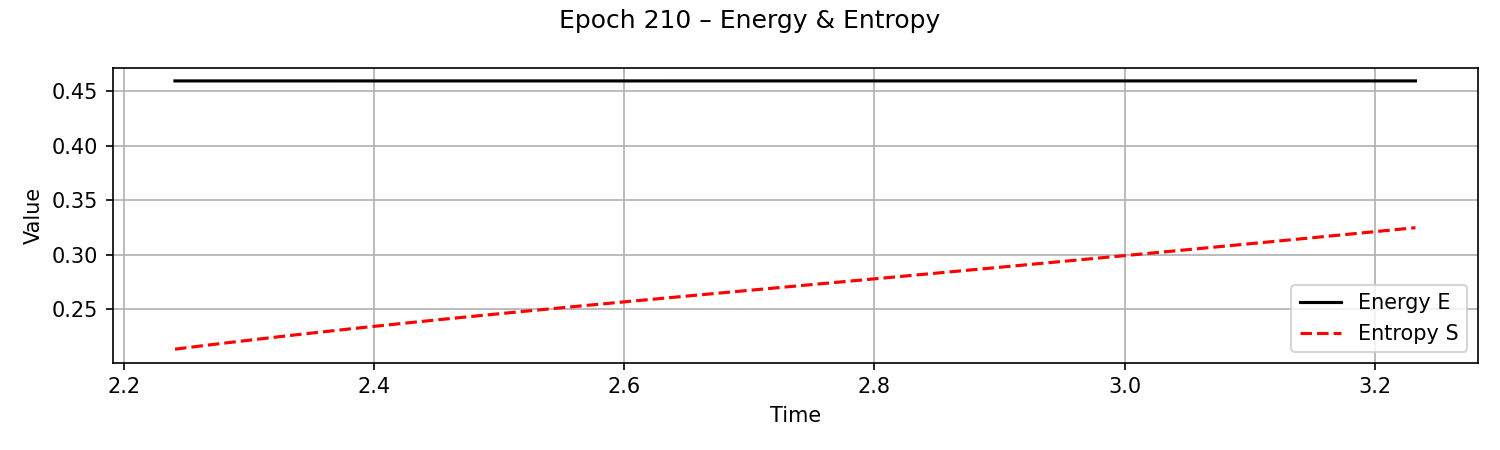 Epoch 210 – Energy & Entropy
Value
0.45
0.40
0.35
0.30
0.25
Energy E
Entropy S
2.2 2.4 2.6 2.8 3.0 3.2
Time